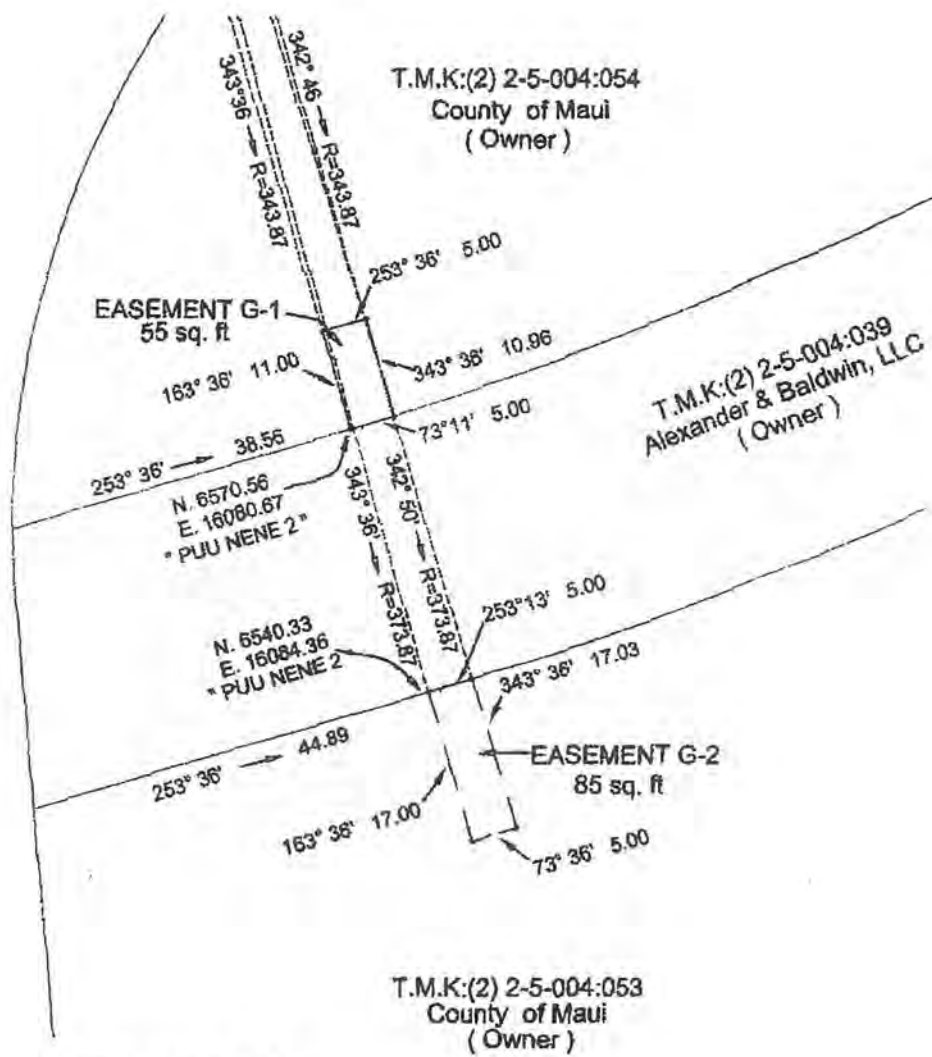 343°36 → R=343.87
342° 46 → R=343.87
T.M.K:(2) 2-5-004:054
County of Maui
( Owner )
253° 36' 5.00
EASEMENT G-1
55 sq. ft
163° 36' 11.00
343° 36' 10.96
73°11' 5.00
T.M.K:(2) 2-5-004:039
Alexander & Baldwin, LLC
( Owner )
253° 36' → 38.56
N. 6570.56
E. 16080.67
" PUU NENE 2 "
343° 36' → R=373.87
342° 50' → R=373.87
253°13' 5.00
N. 6540.33
E. 16084.36
" PUU NENE 2
343° 36' 17.03
253° 36' → 44.89
EASEMENT G-2
85 sq. ft
163° 36' 17.00
73° 36' 5.00
T.M.K:(2) 2-5-004:053
County of Maui
( Owner )